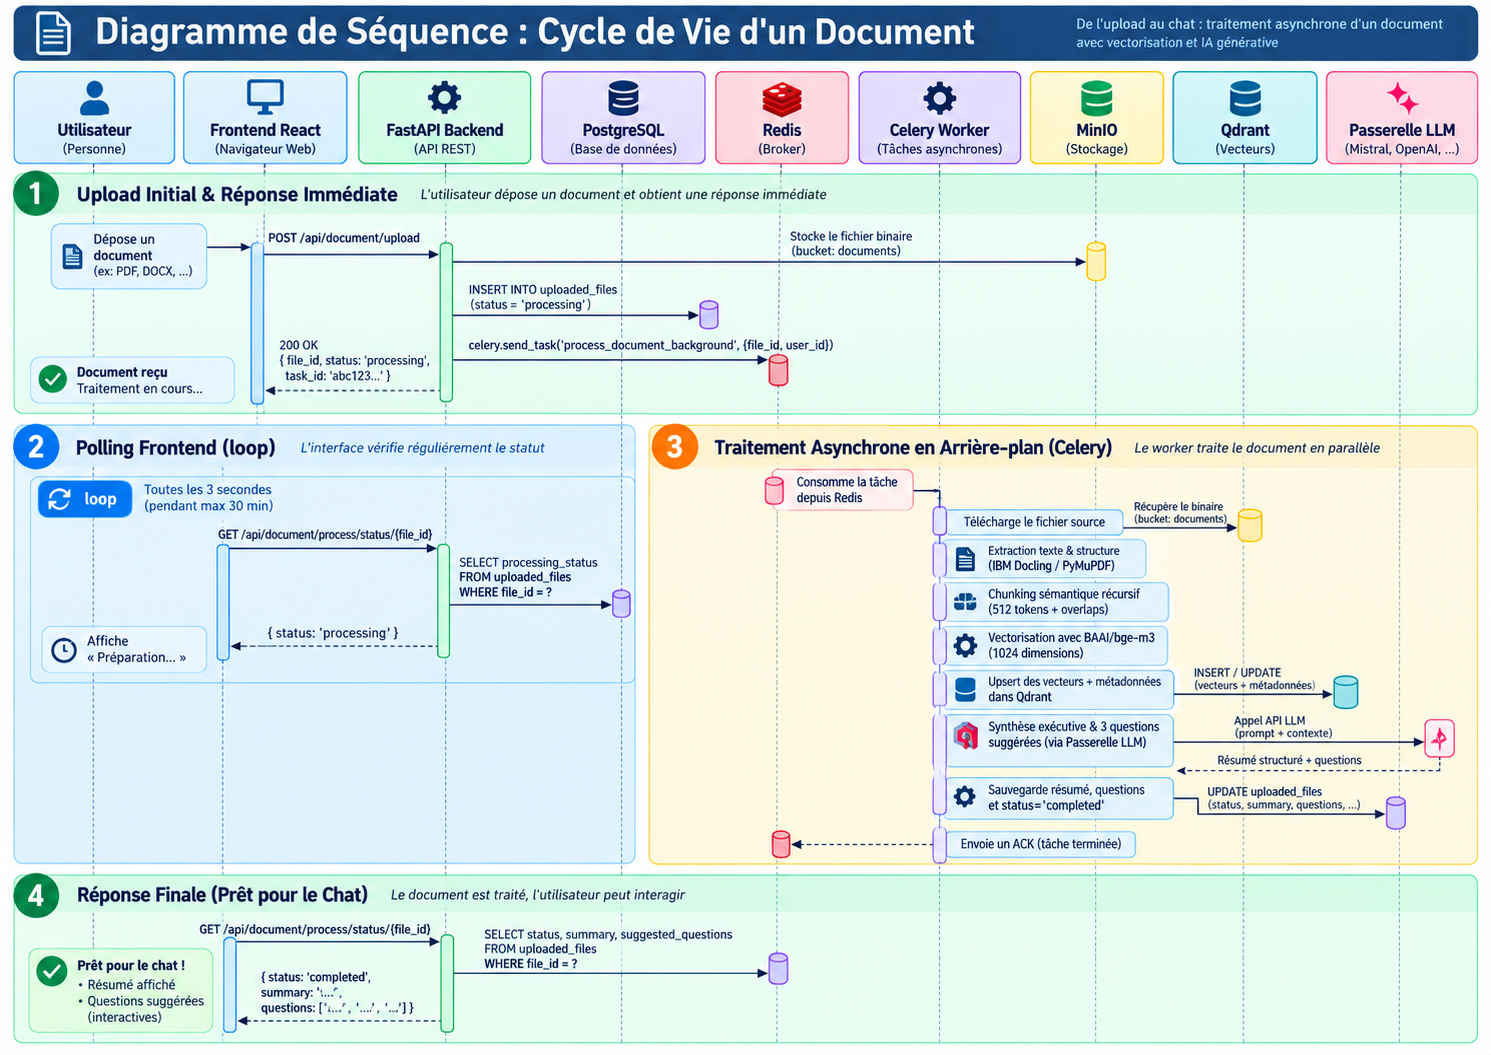 Diagramme de Séquence : Cycle de Vie d'un Document
De l'upload au chat : traitement asynchrone d'un document
avec vectorisation et IA générative
Utilisateur
(Personne)
Frontend React
(Navigateur Web)
FastAPI Backend
(API REST)
PostgreSQL
(Base de données)
Redis
(Broker)
Celery Worker
(Tâches asynchrones)
MinIO
(Stockage)
Qdrant
(Vecteurs)
Passerelle LLM
(Mistral, OpenAI, ...)
1
Upload Initial & Réponse Immédiate
L'utilisateur dépose un document et obtient une réponse immédiate
Dépose un
document
(ex: PDF, DOCX, ...)
POST /api/document/upload
Stocke le fichier binaire
(bucket: documents)
INSERT INTO uploaded_files
(status = 'processing')
celery.send_task('process_document_background', {file_id, user_id})
200 OK
{ file_id, status: 'processing',
task_id: 'abc123...' }
Document reçu
Traitement en cours...
2
Polling Frontend (loop)
L'interface vérifie réguliérement le statut
loop
Toutes les 3 secondes
(pendant max 30 min)
GET /api/document/process/status/{file_id}
SELECT processing_status
FROM uploaded_files
WHERE file_id = ?
{ status: 'processing' }
Affiche
« Préparation... »
3
Traitement Asynchrone en Arrière-plan (Celery)
Le worker traite le document en parallèle
Consomme la tâche
depuis Redis
Télécharge le fichier source
Récupère le binaire
(bucket: documents)
Extraction texte & structure
(IBM Docling / PyMuPDF)
Chunking sémantique récursif
(512 tokens + overlaps)
Vectorisation avec BAAI/bge-m3
(1024 dimensions)
Upsert des vecteurs + métadonnées
dans Qdrant
INSERT / UPDATE
(vecteurs + métadonnées)
Synthèse exécutive & 3 questions
suggérées (via Passerelle LLM)
Appel API LLM
(prompt + contexte)
Résumé structuré + questions
Sauvegarde résumé, questions
et status='completed'
UPDATE uploaded_files
(status, summary, questions, ...)
Envoie un ACK (tâche terminée)
4
Réponse Finale (Prêt pour le Chat)
Le document est traité, l'utilisateur peut interagir
GET /api/document/process/status/{file_id}
SELECT status, summary, suggested_questions
FROM uploaded_files
WHERE file_id = ?
Prêt pour le chat !
• Résumé affiché
• Questions suggérées
(interactives)
{ status: 'completed',
summary:
questions: [